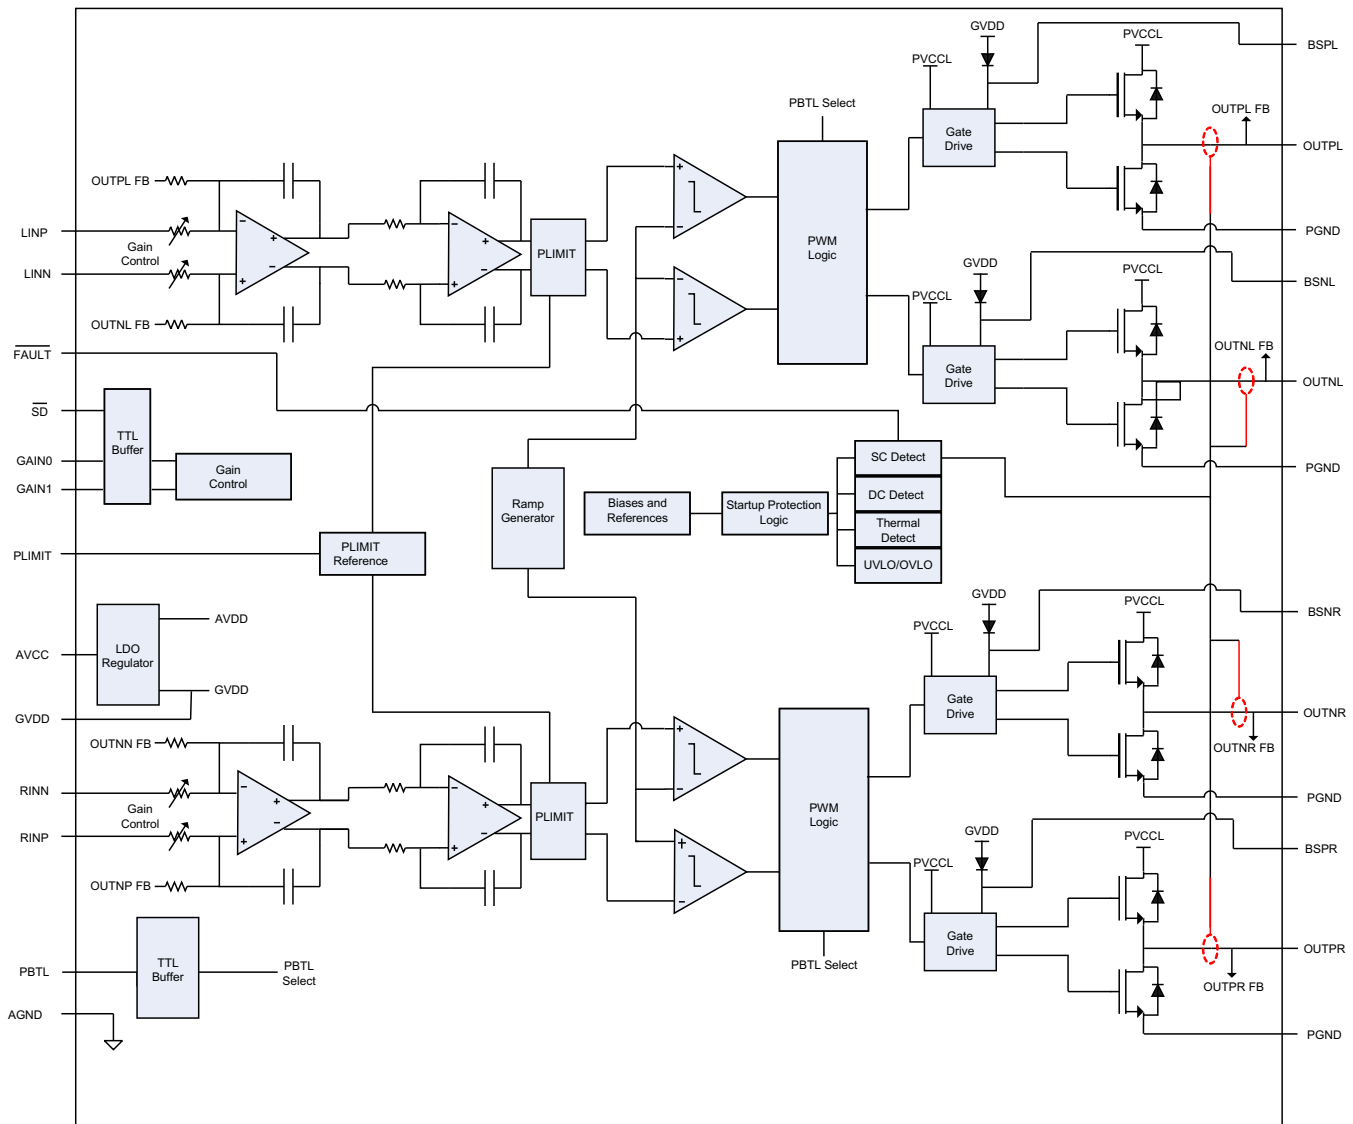 GVDD
PVCCL
BSPL
PVCCL
PBTL Select
OUTPL FB
Gate
Drive
OUTPL
OUTPL FB
LINP
Gain
Control
PLIMIT
PWM
Logic
PGND
LINN
GVDD
PVCCL
BSNL
PVCCL
OUTNL FB
OUTNL FB
FAULT
Gate
Drive
OUTNL
SD
TTL
Buffer
GAIN0
GAIN1
Gain
Control
SC Detect
PGND
DC Detect
Ramp
Generator
Biases and
References
Startup Protection
Logic
Thermal
Detect
UVLO/OVLO
PLIMIT
PLIMIT
Reference
GVDD
PVCCL
BSNR
AVDD
PVCCL
AVCC
LDO
Regulator
GVDD
GVDD
Gate
Drive
OUTNR
OUTNN FB
OUTNR FB
RINN
Gain
Control
PLIMIT
PWM
Logic
PGND
RINP
GVDD
PVCCL
BSPR
PVCCL
OUTNP FB
Gate
Drive
OUTPR
PBTL
TTL
Buffer
PBTL
Select
PBTL Select
OUTPR FB
AGND
PGND